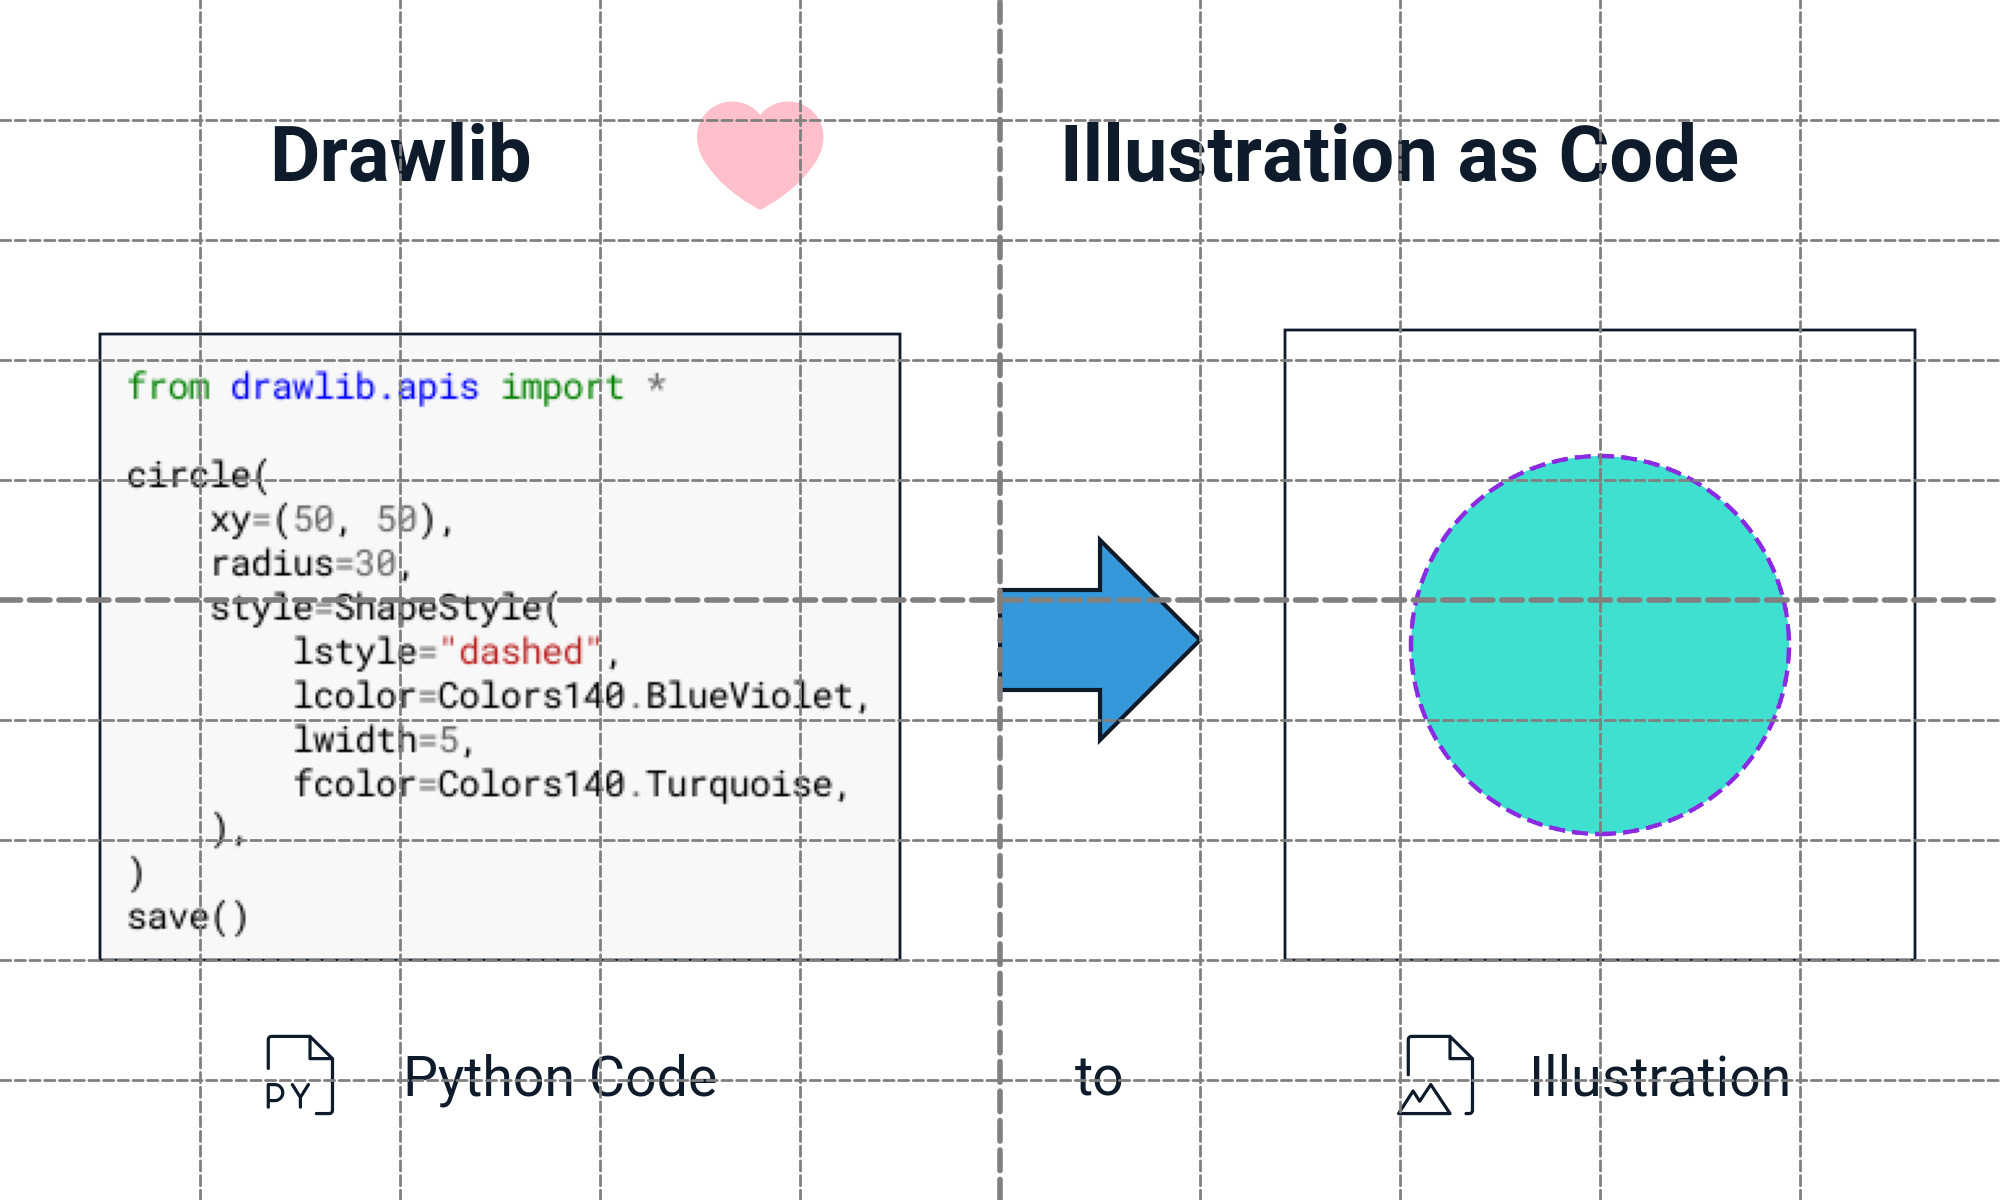 Drawlib
Illustration as Code
from drawlib.apis import *
circle(
    xy=(50, 50),
    radius=30,
    style=ShapeStyle(
        lstyle="dashed",
        lcolor=Colors140.BlueViolet,
        lwidth=5,
        fcolor=Colors140.Turquoise,
    ),
)
save()
PY
Python Code
to
Illustration